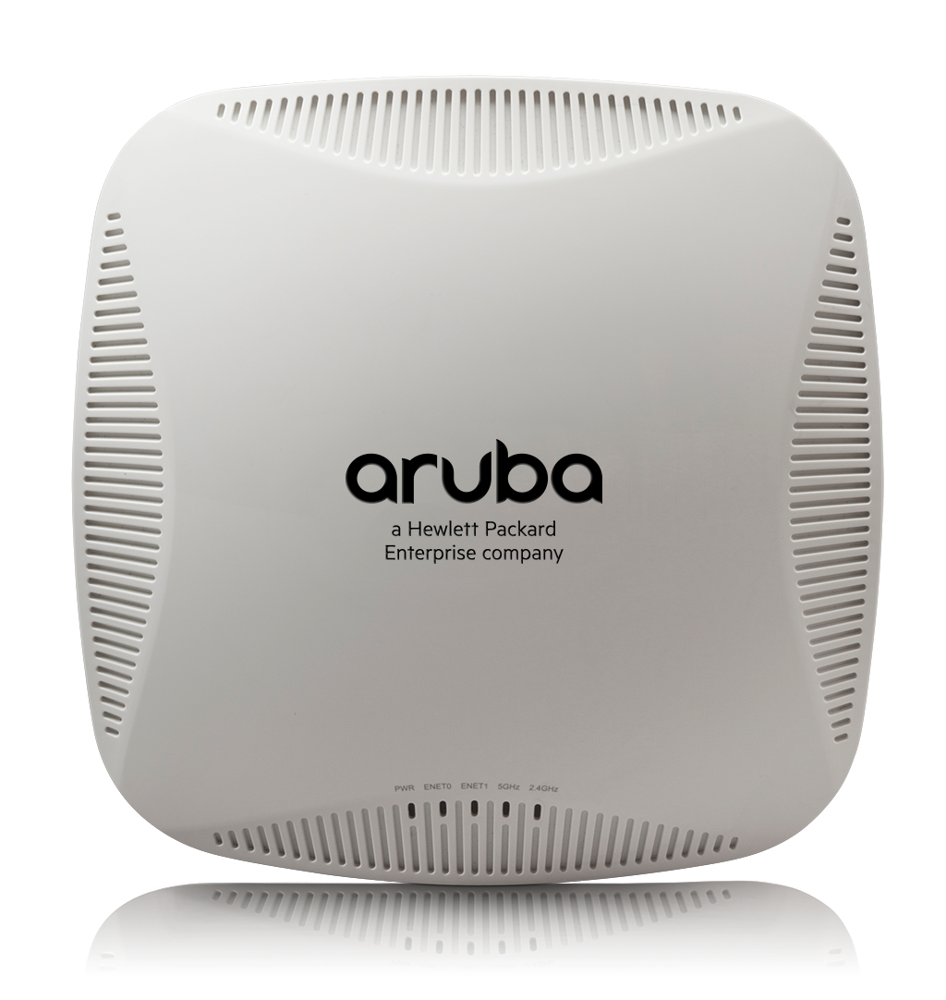 aruba
a Hewlett Packard
Enterprise company
PWR ENET0 ENET1 5GHz 2.4GHz